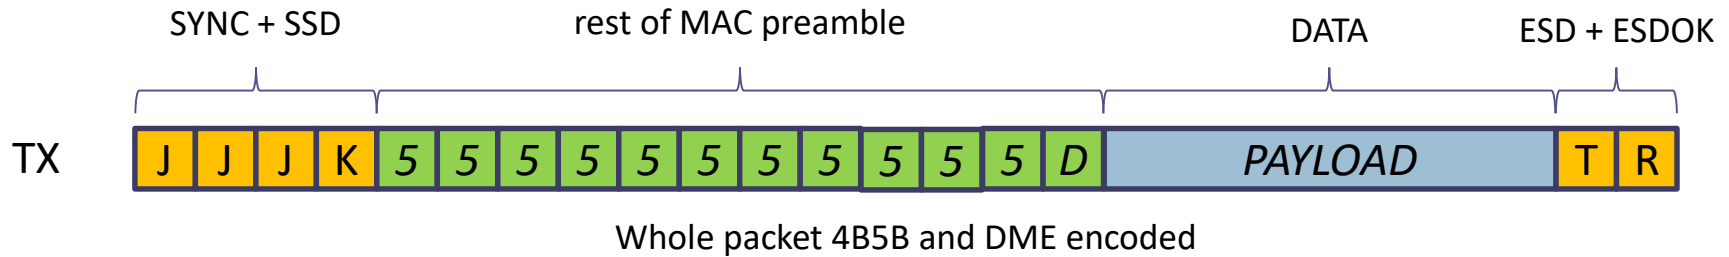 SYNC + SSD rest of MAC preamble DATA ESD + ESDOK
TX J J J K 5 5 5 5 5 5 5 5 5 5 5 D PAYLOAD T R
Whole packet 4B5B and DME encoded